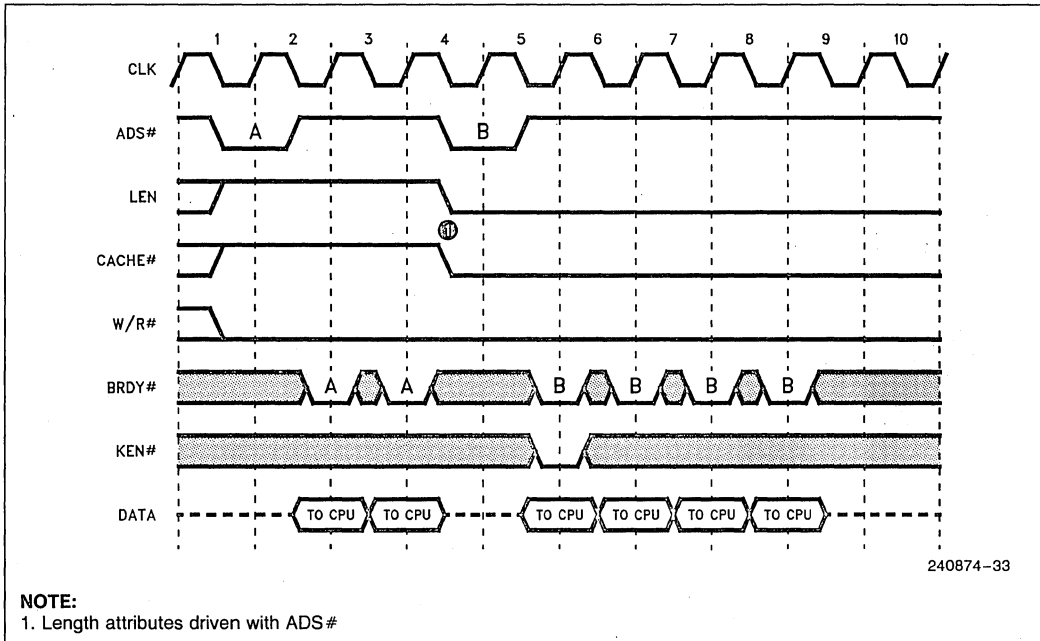 1 2 3 4 5 6 7 8 9 10
CLK
ADS# A B
LEN
1
CACHE#
W/R#
BRDY# A A B B B B
KEN#
DATA TO CPU TO CPU TO CPU TO CPU TO CPU TO CPU
240874–33
NOTE:
1. Length attributes driven with ADS#